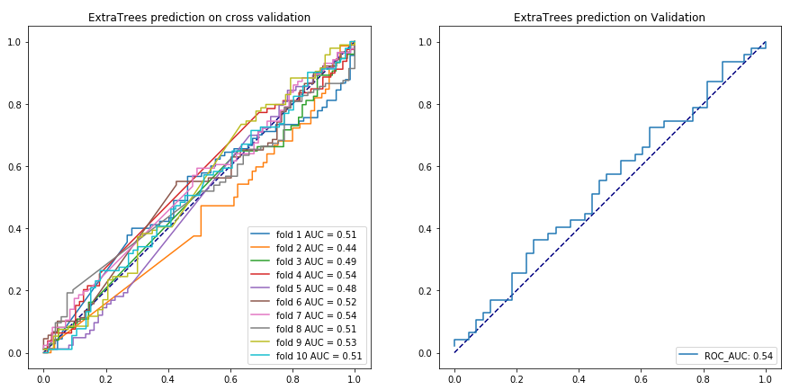 ExtraTrees prediction on cross validation
1.0
0.8
0.6
0.4
0.2
0.0
fold 1 AUC = 0.51
fold 2 AUC = 0.44
fold 3 AUC = 0.49
fold 4 AUC = 0.54
fold 5 AUC = 0.48
fold 6 AUC = 0.52
fold 7 AUC = 0.54
fold 8 AUC = 0.51
fold 9 AUC = 0.53
fold 10 AUC = 0.51
0.0 0.2 0.4 0.6 0.8 1.0
ExtraTrees prediction on Validation
1.0
0.8
0.6
0.4
0.2
0.0
ROC_AUC: 0.54
0.0 0.2 0.4 0.6 0.8 1.0